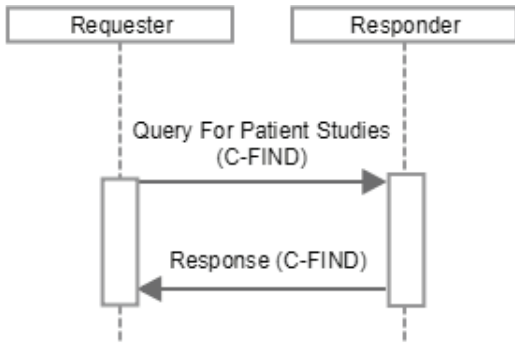 Requester
Responder
Query For Patient Studies
(C-FIND)
Response (C-FIND)